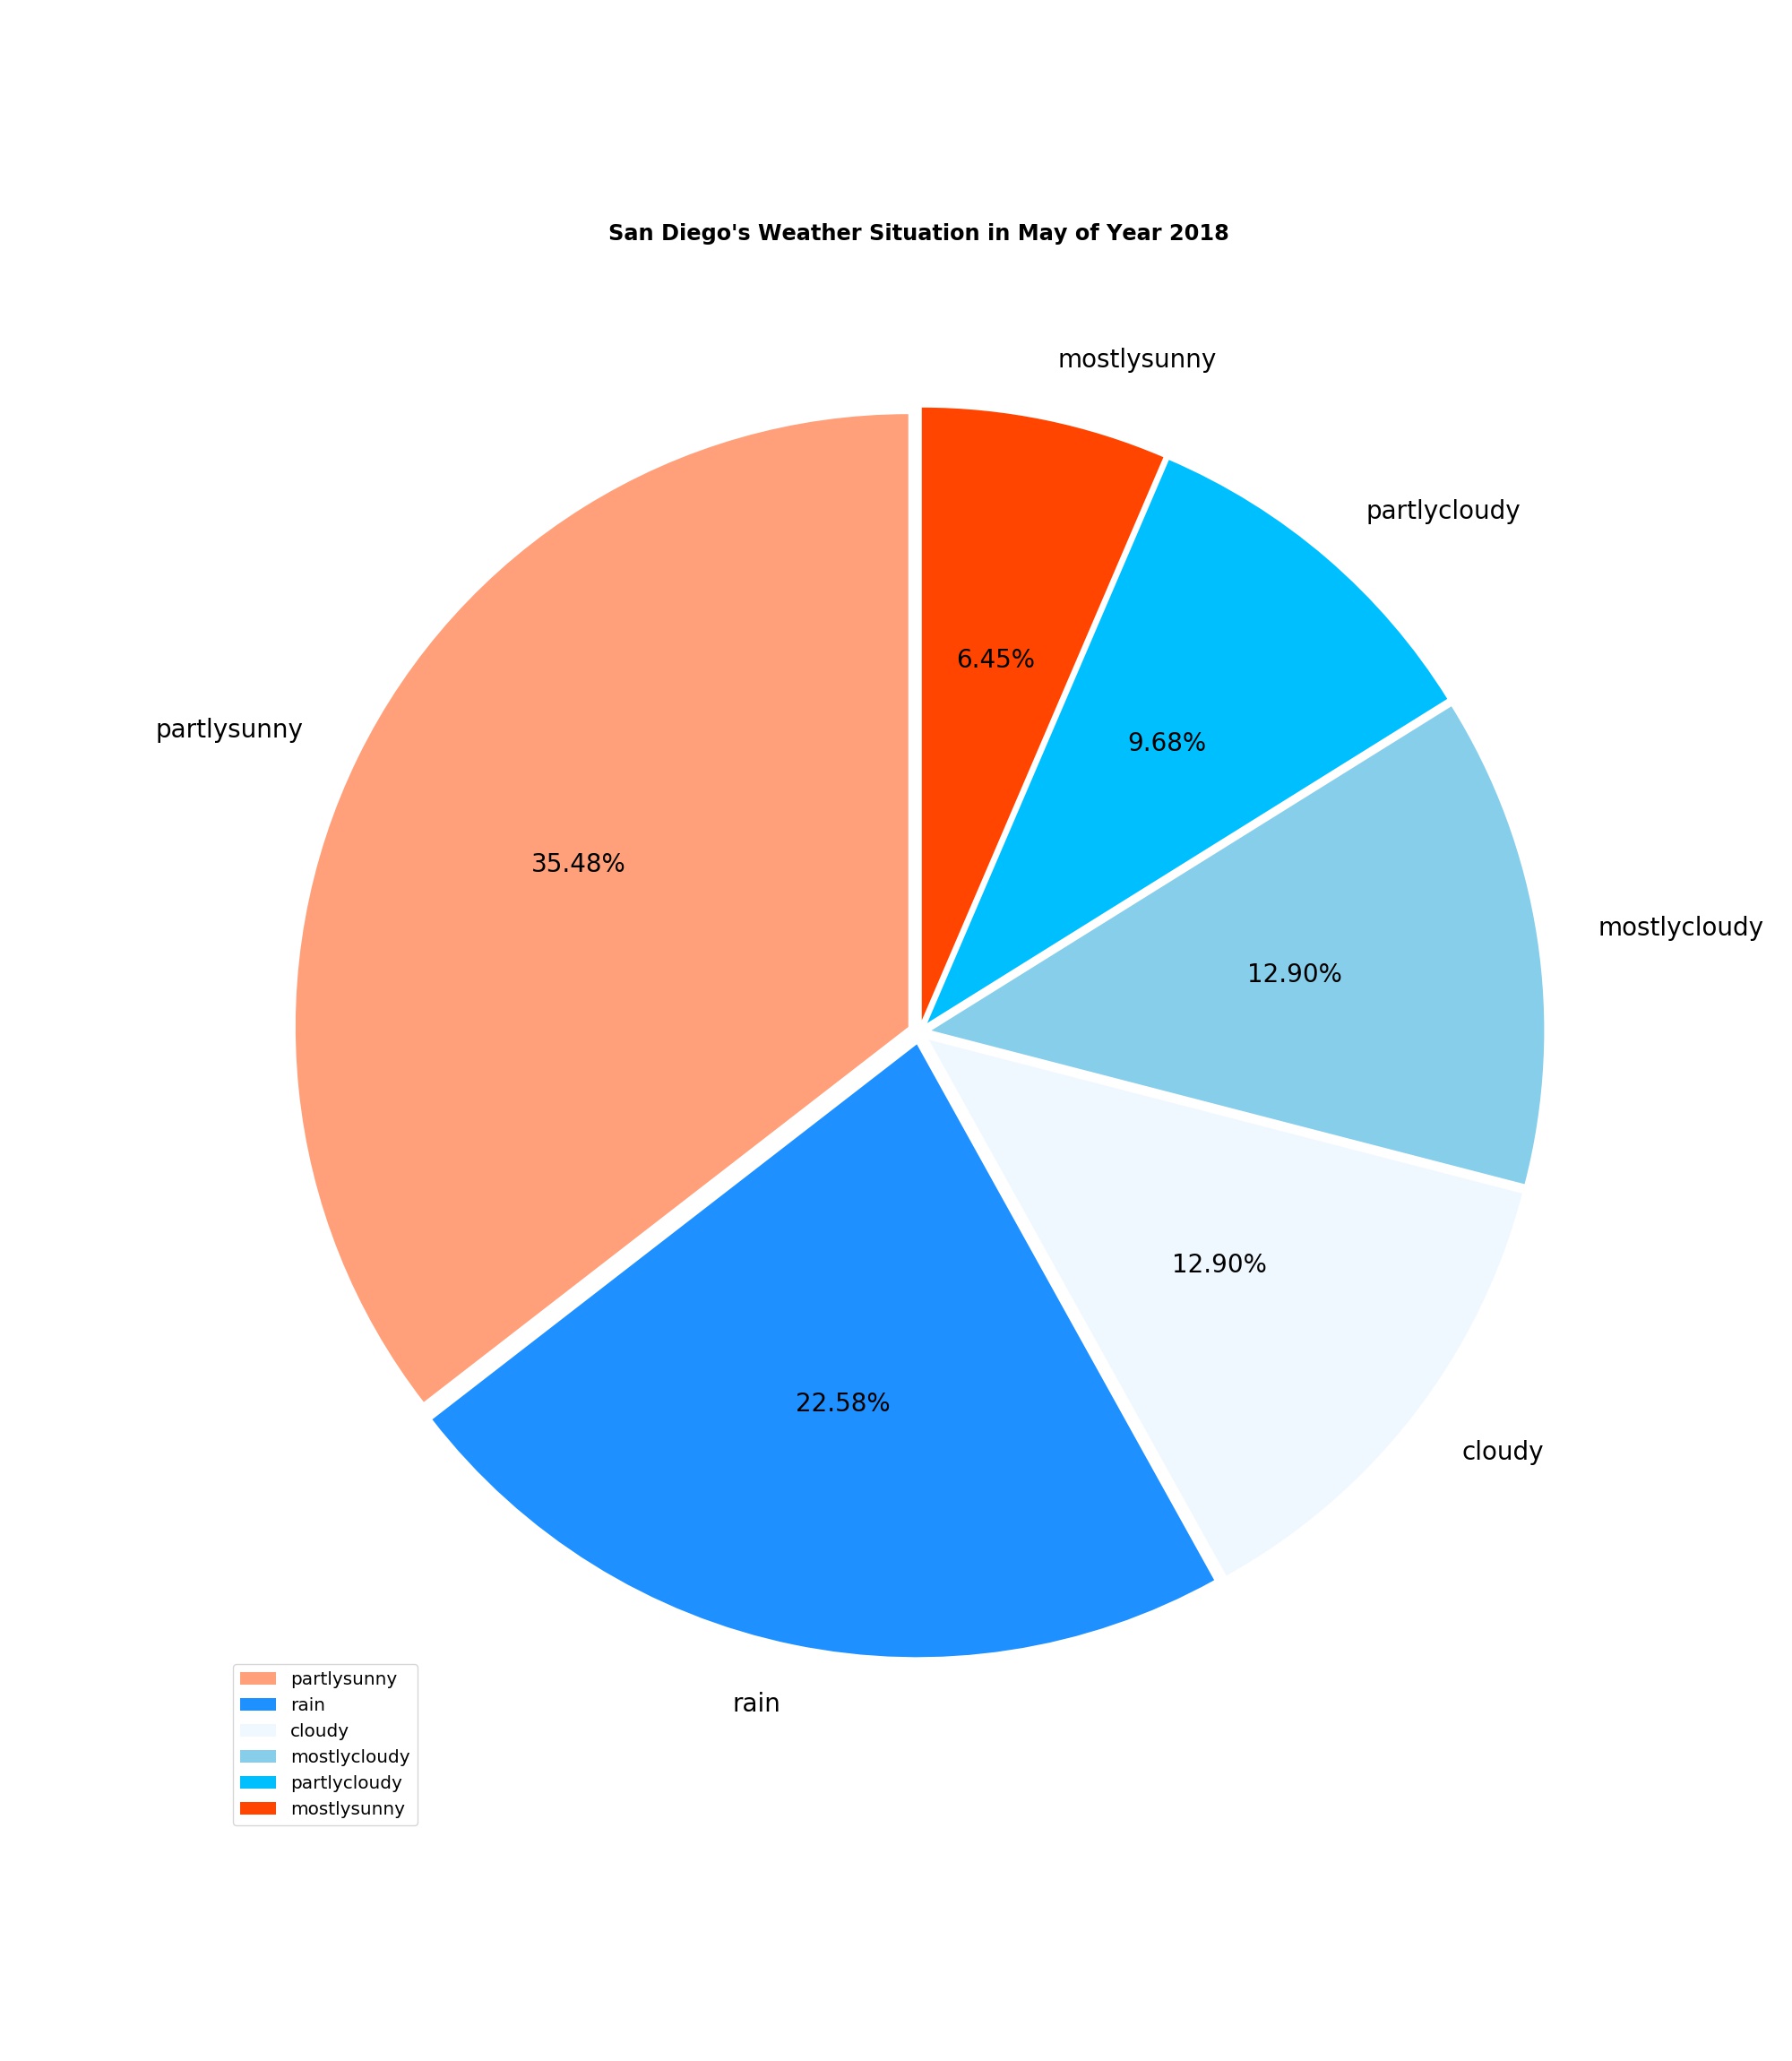 San Diego's Weather Situation in May of Year 2018
mostlysunny
partlycloudy
6.45%
partlysunny
9.68%
35.48%
mostlycloudy
12.90%
12.90%
22.58%
cloudy
rain
partlysunny
rain
cloudy
mostlycloudy
partlycloudy
mostlysunny